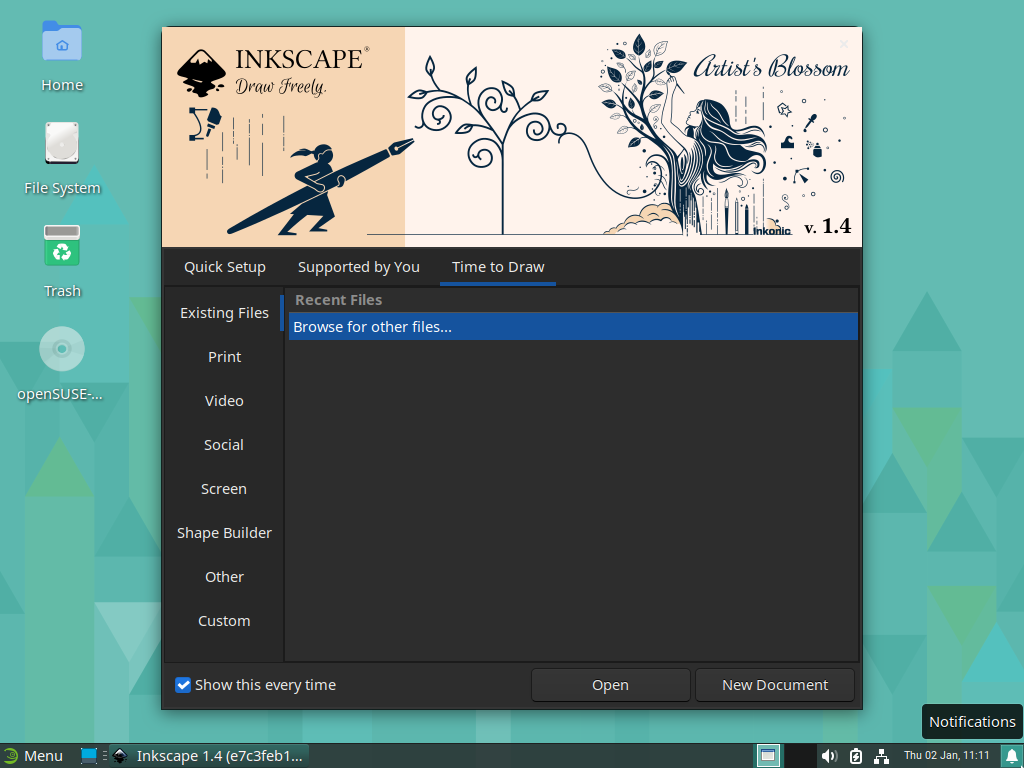 Home
File System
Trash
openSUSE-...
INKSCAPE®
Draw Freely.
Artist's Blossom
inkonic
v. 1.4
Quick Setup
Supported by You
Time to Draw
Existing Files
Print
Video
Social
Screen
Shape Builder
Other
Custom
Recent Files
Browse for other files...
Show this every time
Open
New Document
Notifications
Menu
Inkscape 1.4 (e7c3feb1...
Thu 02 Jan, 11:11